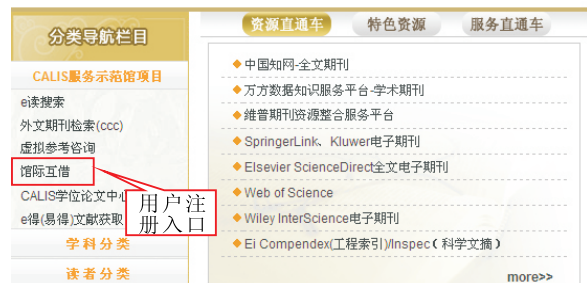 分类导航栏目
CALIS服务示范馆项目
e读搜索
外文期刊检索(ccc)
虚拟参考咨询
馆际互借
CALIS学位论文中心
e得(易得)文献获取
用户注
册入口
学科分类
读者分类
资源直通车 特色资源 服务直通车
中国知网-全文期刊
万方数据知识服务平台-学术期刊
维普期刊资源整合服务平台
SpringerLink、Kluwer电子期刊
Elsevier ScienceDirect全文电子期刊
Web of Science
Wiley InterScience电子期刊
Ei Compendex(工程索引)/Inspec（科学文摘）
more>>